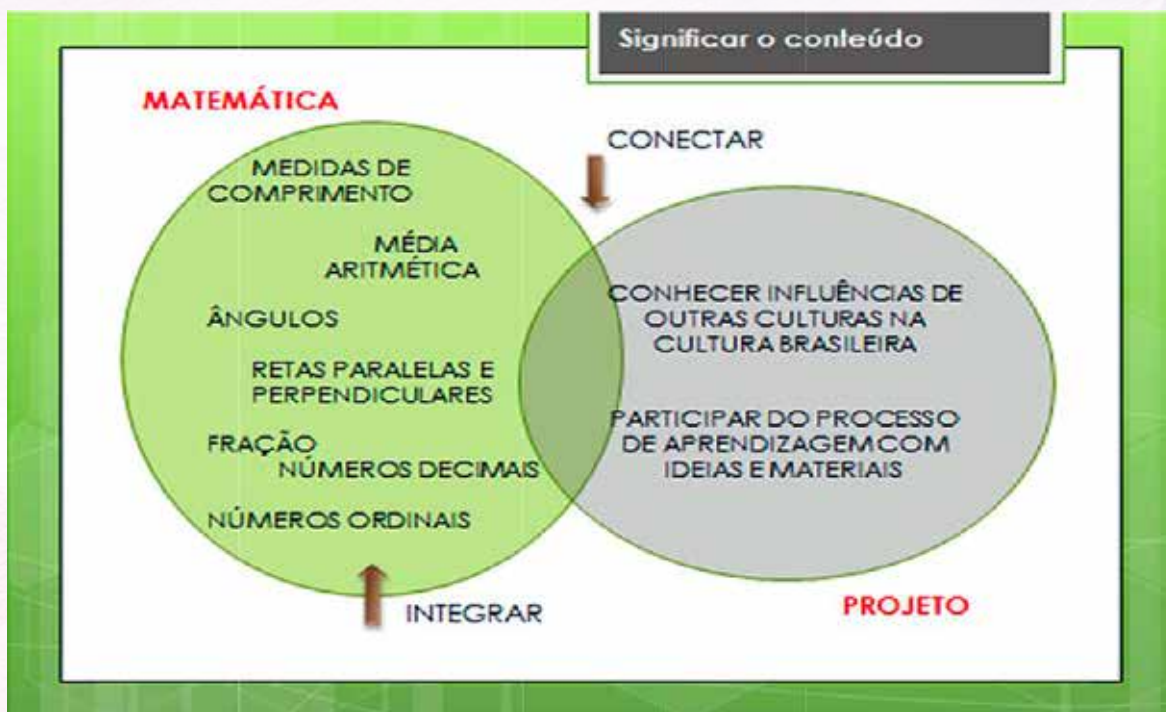 Significar o conteúdo
MATEMÁTICA
CONECTAR
MEDIDAS DE
COMPRIMENTO
MÉDIA
ARITMÉTICA
ÂNGULOS
RETAS PARALELAS E
PERPENDICULARES
FRAÇÃO
NÚMEROS DECIMAIS
NÚMEROS ORDINAIS
CONHECER INFLUÊNCIAS DE
OUTRAS CULTURAS NA
CULTURA BRASILEIRA
PARTICIPAR DO PROCESSO
DE APRENDIZAGEM COM
IDEIAS E MATERIAIS
INTEGRAR
PROJETO